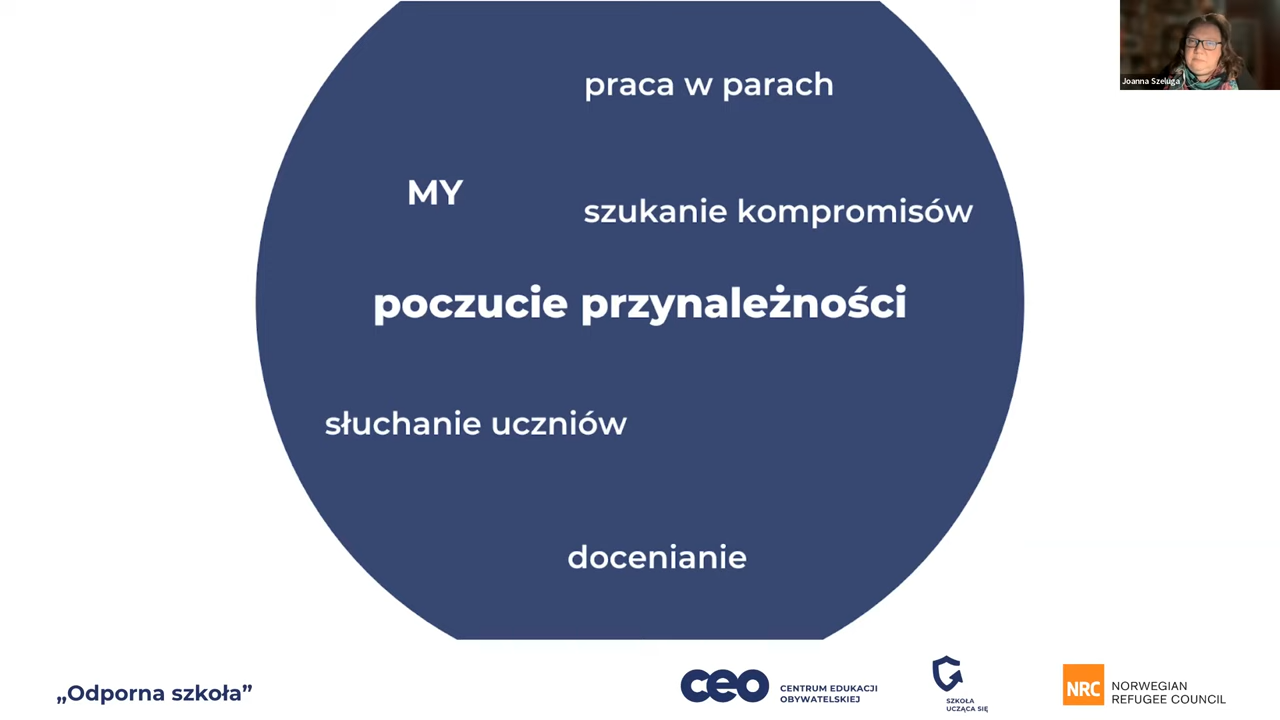 praca w parach
Joanna Szeluga
MY
szukanie kompromisów
poczucie przynależności
słuchanie uczniów
docenianie
„Odporna szkoła”
ceo
CENTRUM EDUKACJI
OBYWATELSKIEJ
SZKOŁA
UCZĄCA SIĘ
NRC
NORWEGIAN
REFUGEE COUNCIL